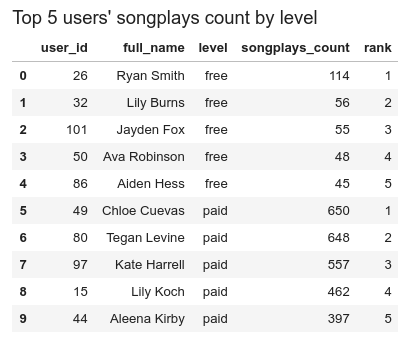 Top 5 users' songplays count by level
user_id full_name level songplays_count rank
0 26 Ryan Smith free 114 1
1 32 Lily Burns free 56 2
2 101 Jayden Fox free 55 3
3 50 Ava Robinson free 48 4
4 86 Aiden Hess free 45 5
5 49 Chloe Cuevas paid 650 1
6 80 Tegan Levine paid 648 2
7 97 Kate Harrell paid 557 3
8 15 Lily Koch paid 462 4
9 44 Aleena Kirby paid 397 5